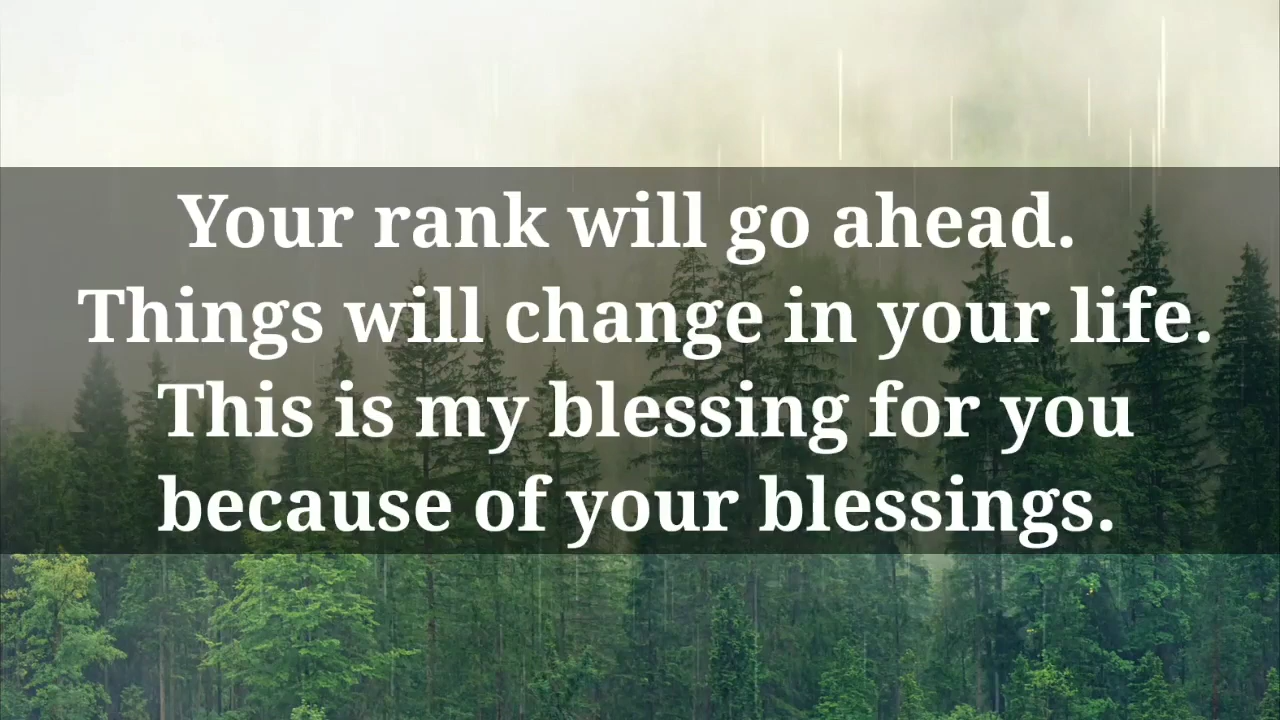 Your rank will go ahead.
Things will change in your life.
This is my blessing for you
because of your blessings.